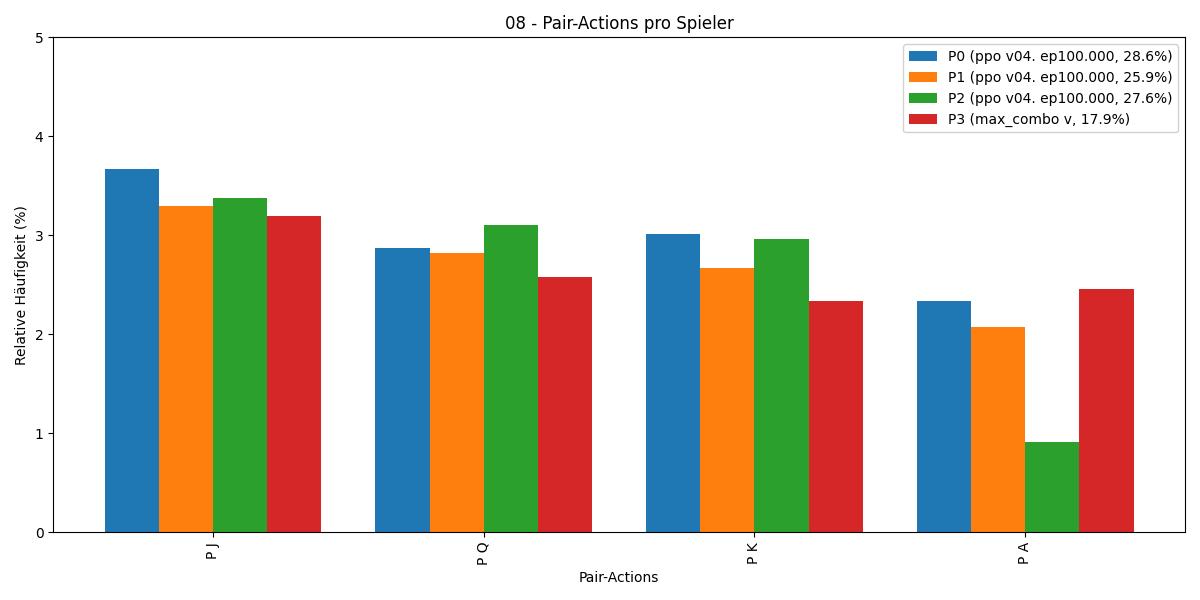 08 - Pair-Actions pro Spieler
P0 (ppo v04. ep100.000, 28.6%)
P1 (ppo v04. ep100.000, 25.9%)
P2 (ppo v04. ep100.000, 27.6%)
P3 (max_combo v, 17.9%)
Relative Häufigkeit (%)
5
4
3
2
1
0
P J
P Q
P K
P A
Pair-Actions